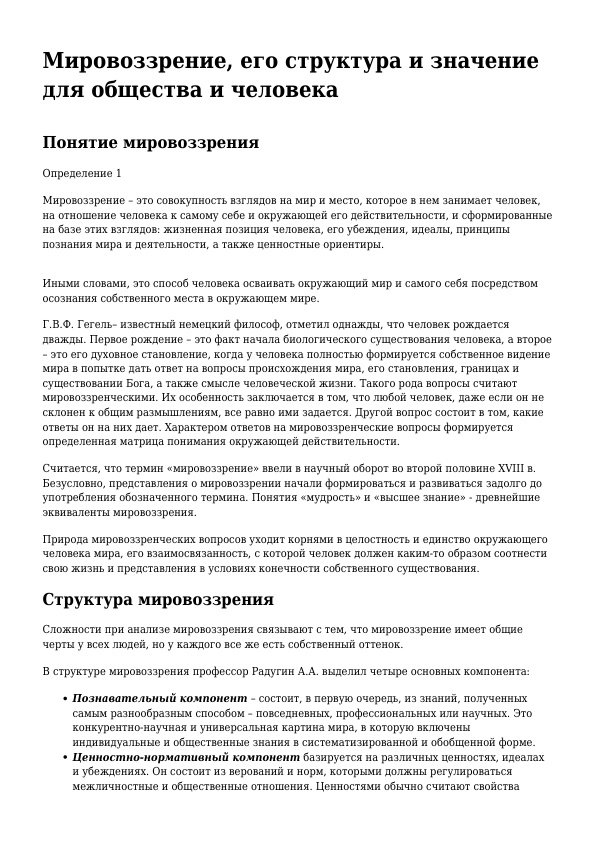 Мировоззрение, его структура и значение
для общества и человека
Понятие мировоззрения
Определение 1
Мировоззрение – это совокупность взглядов на мир и место, которое в нем занимает человек,
на отношение человека к самому себе и окружающей его действительности, и сформированные
на базе этих взглядов: жизненная позиция человека, его убеждения, идеалы, принципы
познания мира и деятельности, а также ценностные ориентиры.
Иными словами, это способ человека осваивать окружающий мир и самого себя посредством
осознания собственного места в окружающем мире.
Г.В.Ф. Гегель– известный немецкий философ, отметил однажды, что человек рождается
дважды. Первое рождение – это факт начала биологического существования человека, а второе
– это его духовное становление, когда у человека полностью формируется собственное видение
мира в попытке дать ответ на вопросы происхождения мира, его становления, границах и
существовании Бога, а также смысле человеческой жизни. Такого рода вопросы считают
мировоззренческими. Их особенность заключается в том, что любой человек, даже если он не
склонен к общим размышлениям, все равно ими задается. Другой вопрос состоит в том, какие
ответы он на них дает. Характером ответов на мировоззренческие вопросы формируется
определенная матрица понимания окружающей действительности.
Считается, что термин «мировоззрение» ввели в научный оборот во второй половине XVIII в.
Безусловно, представления о мировоззрении начали формироваться и развиваться задолго до
употребления обозначенного термина. Понятия «мудрость» и «высшее знание» - древнейшие
эквиваленты мировоззрения.
Природа мировоззренческих вопросов уходит корнями в целостность и единство окружающего
человека мира, его взаимосвязанность, с которой человек должен каким-то образом соотнести
свою жизнь и представления в условиях конечности собственного существования.
Структура мировоззрения
Сложности при анализе мировоззрения связывают с тем, что мировоззрение имеет общие
черты у всех людей, но у каждого все же есть собственный оттенок.
В структуре мировоззрения профессор Радугин А.А. выделил четыре основных компонента:
• Познавательный компонент – состоит, в первую очередь, из знаний, полученных
самым разнообразным способом – повседневных, профессиональных или научных. Это
конкурентно-научная и универсальная картина мира, в которую включены
индивидуальные и общественные знания в систематизированной и обобщенной форме.
• Ценностно-нормативный компонент базируется на различных ценностях, идеалах
и убеждениях. Он состоит из верований и норм, которыми должны регулироваться
межличностные и общественные отношения. Ценностями обычно считают свойства